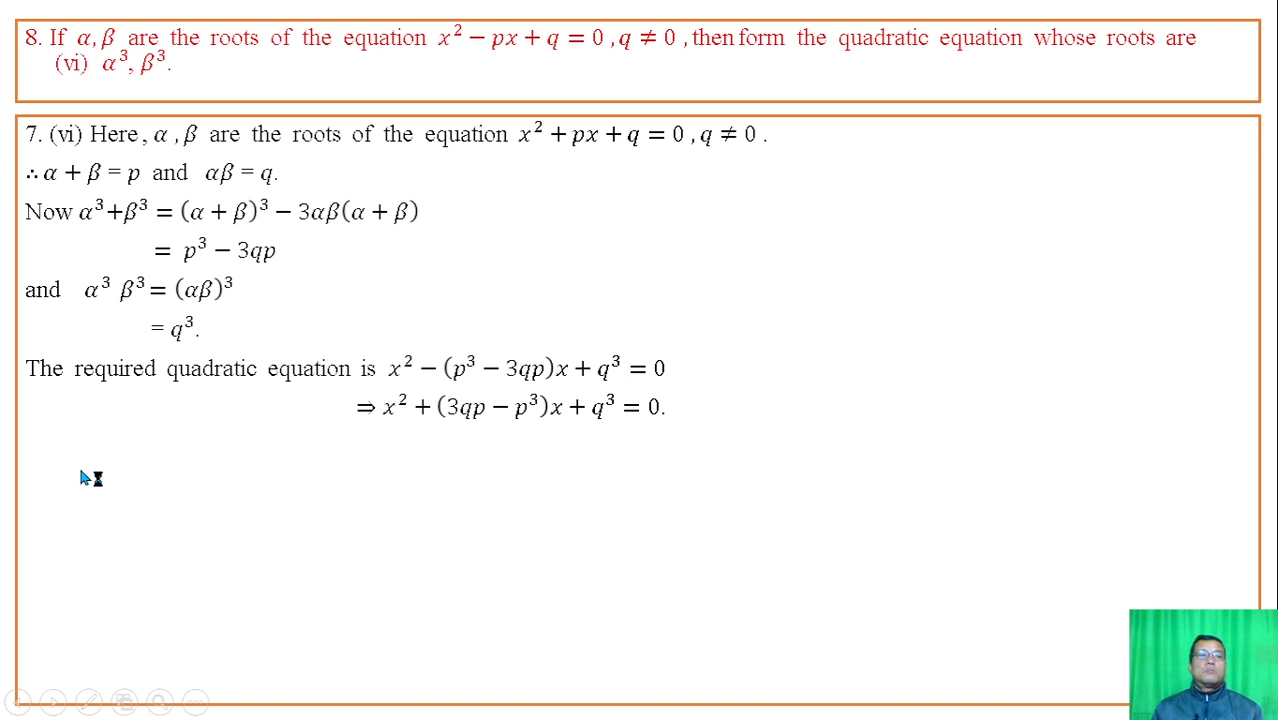 8. If α, β are the roots of the equation x² − px + q = 0 , q ≠ 0 , then form the quadratic equation whose roots are
(vi) α³, β³.
7. (vi) Here , α , β are the roots of the equation x² + px + q = 0 , q ≠ 0 .
∴ α + β = p and αβ = q.
Now α³+β³ = (α + β)³ − 3αβ(α + β)
= p³ − 3qp
and α³ β³ = (αβ)³
= q³.
The required quadratic equation is x² − (p³ − 3qp)x + q³ = 0
⇒ x² + (3qp − p³)x + q³ = 0.